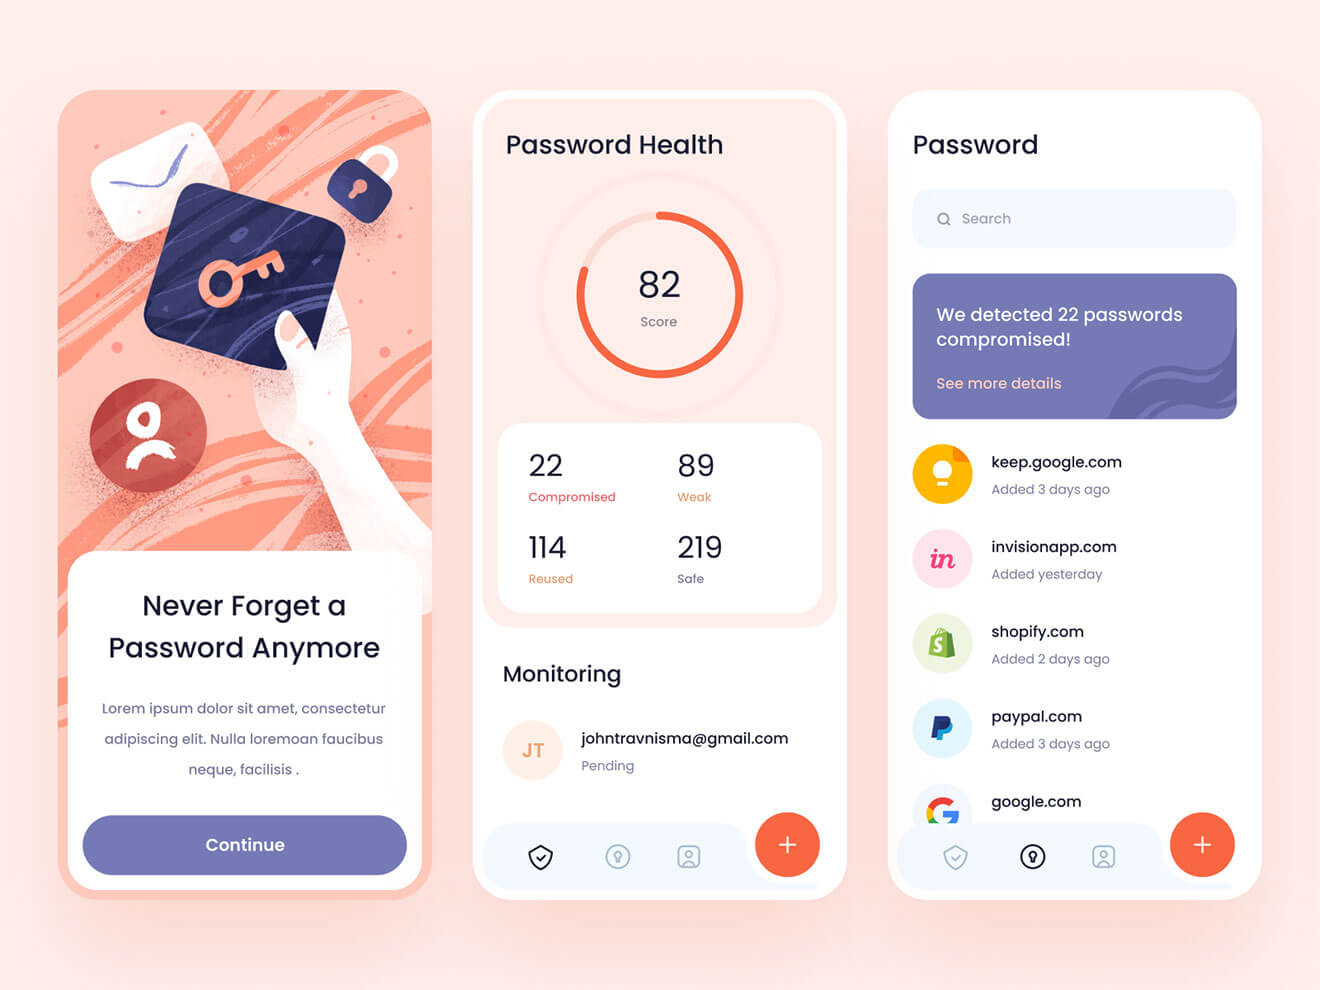 Never Forget a
Password Anymore
Lorem ipsum dolor sit amet, consectetur
adipiscing elit. Nulla loremoan faucibus
neque, facilisis .
Continue
Password Health
82
Score
22
Compromised
89
Weak
114
Reused
219
Safe
Monitoring
JT
johntravnisma@gmail.com
Pending
Password
Search
We detected 22 passwords
compromised!
See more details
keep.google.com
Added 3 days ago
in
invisionapp.com
Added yesterday
S
shopify.com
Added 2 days ago
P
paypal.com
Added 3 days ago
G
google.com